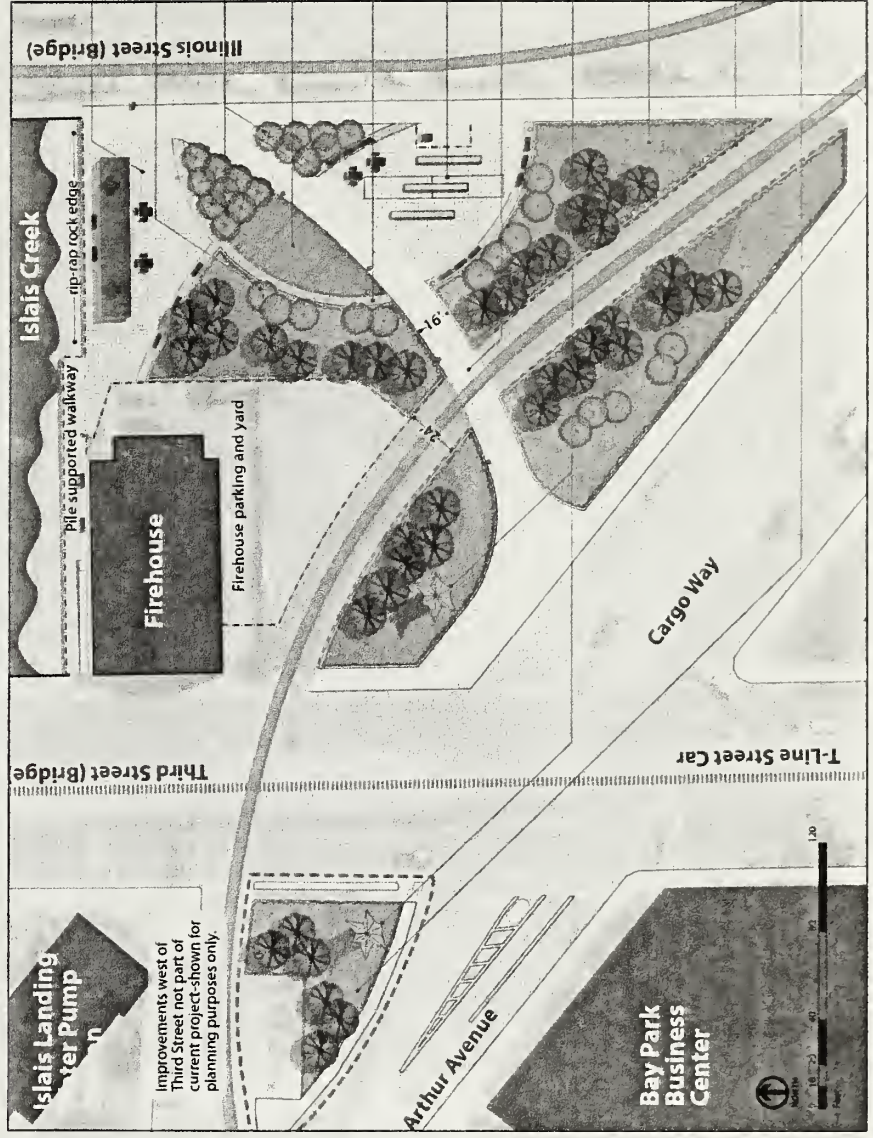 Illinois Street (Bridge)
Islais Creek
rip-rap rock edge
Pile supported walkway
Firehouse
Firehouse parking and yard
16'
24'
Third Street (Bridge)
T-Line Street Car
Cargo Way
Islais Landing
Pump
Improvements west of
Third Street not part of
current project-shown for
planning purposes only.
Arthur Avenue
Bay Park
Business
Center
NORTH
120